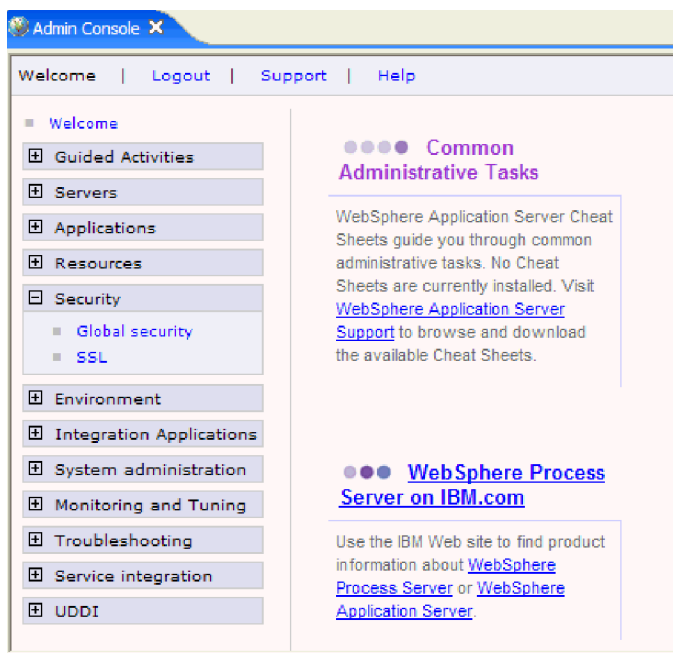 Admin Console
Welcome | Logout | Support | Help
Welcome
Guided Activities
Servers
Applications
Resources
Security
Global security
SSL
Environment
Integration Applications
System administration
Monitoring and Tuning
Troubleshooting
Service integration
UDDI
Common
Administrative Tasks
WebSphere Application Server Cheat
Sheets guide you through common
administrative tasks. No Cheat
Sheets are currently installed. Visit
WebSphere Application Server
Support to browse and download
the available Cheat Sheets.
WebSphere Process
Server on IBM.com
Use the IBM Web site to find product
information about WebSphere
Process Server or WebSphere
Application Server.